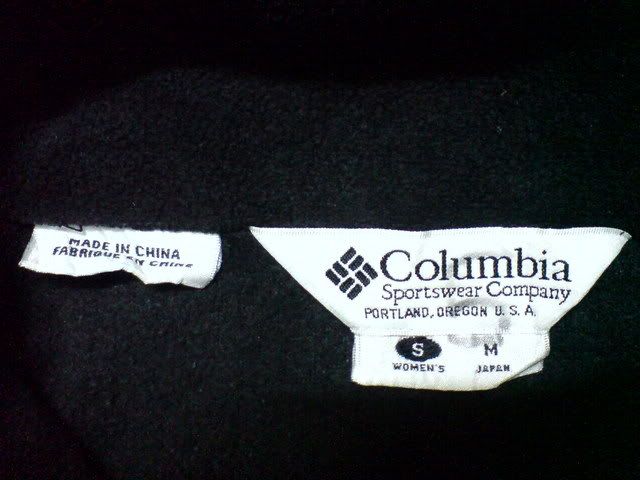 MADE IN CHINA
FABRIQUE EN CHINE
Columbia
Sportswear Company
PORTLAND, OREGON U.S.A.
S M
WOMEN'S JAPAN